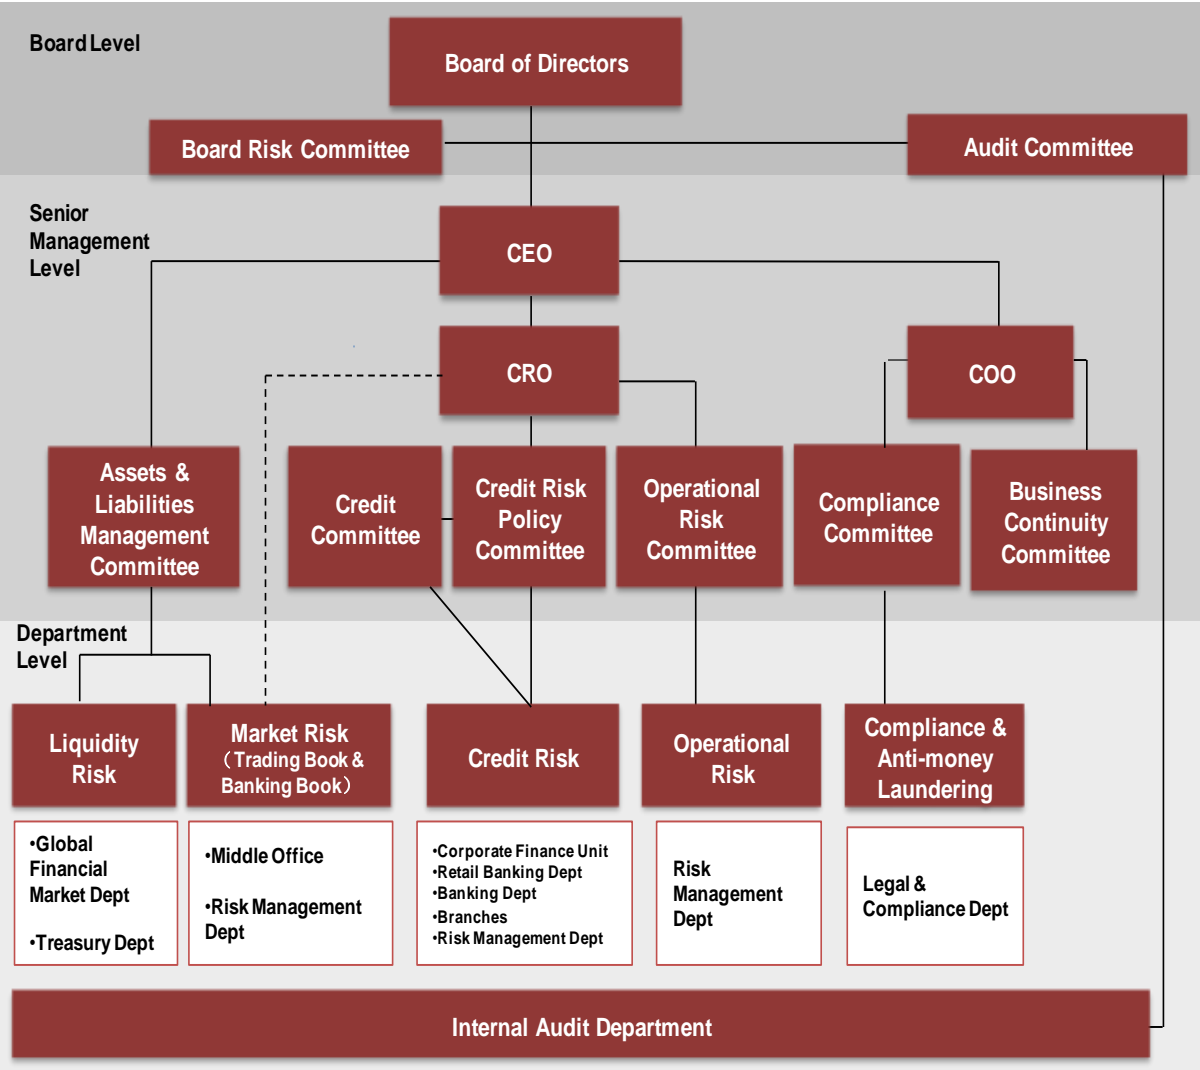 Board Level
Board of Directors
Board Risk Committee
Audit Committee
Senior
Management
Level
CEO
CRO
COO
Assets &
Liabilities
Management
Committee
Credit
Committee
Credit Risk
Policy
Committee
Operational
Risk
Committee
Compliance
Committee
Business
Continuity
Committee
Department
Level
Liquidity
Risk
Market Risk
（Trading Book &
Banking Book）
Credit Risk
Operational
Risk
Compliance &
Anti-money
Laundering
•Global
Financial
Market Dept
•Treasury Dept
•Middle Office
•Risk Management
Dept
•Corporate Finance Unit
•Retail Banking Dept
•Banking Dept
•Branches
•Risk Management Dept
Risk
Management
Dept
Legal &
Compliance Dept
Internal Audit Department